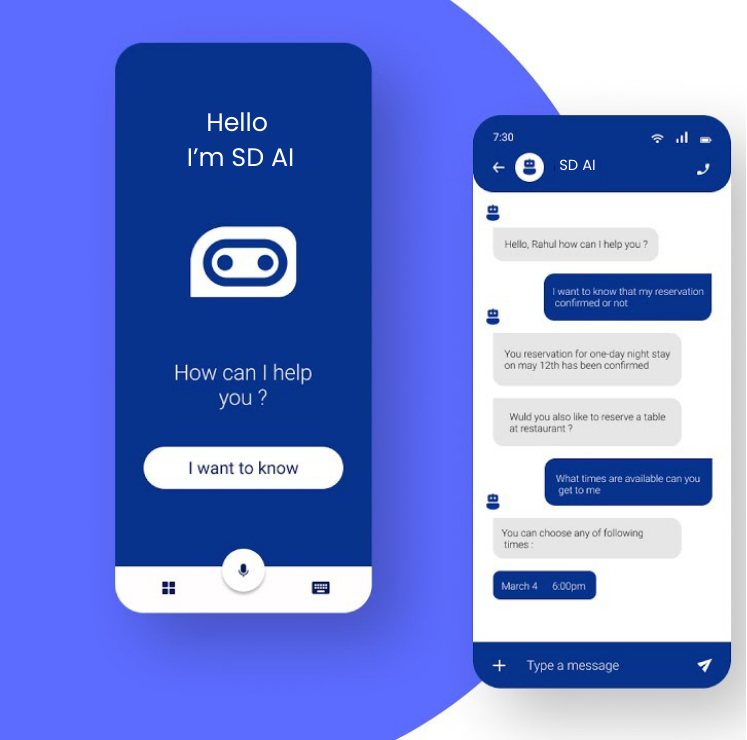 Hello
I'm SD AI
How can I help
you ?
I want to know
7:30
SD AI
Hello, Rahul how can I help you ?
I want to know that my reservation
confirmed or not
You reservation for one-day night stay
on may 12th has been confirmed
Wuld you also like to reserve a table
at restaurant ?
What times are available can you
get to me
You can choose any of following
times :
March 4 6:00pm
Type a message